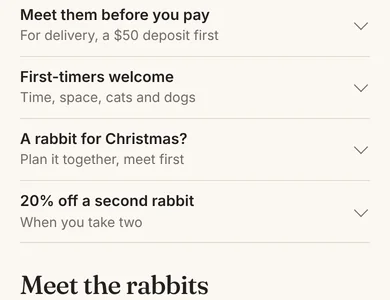 Meet them before you pay
For delivery, a $50 deposit first
First-timers welcome
Time, space, cats and dogs
A rabbit for Christmas?
Plan it together, meet first
20% off a second rabbit
When you take two
Meet the rabbits